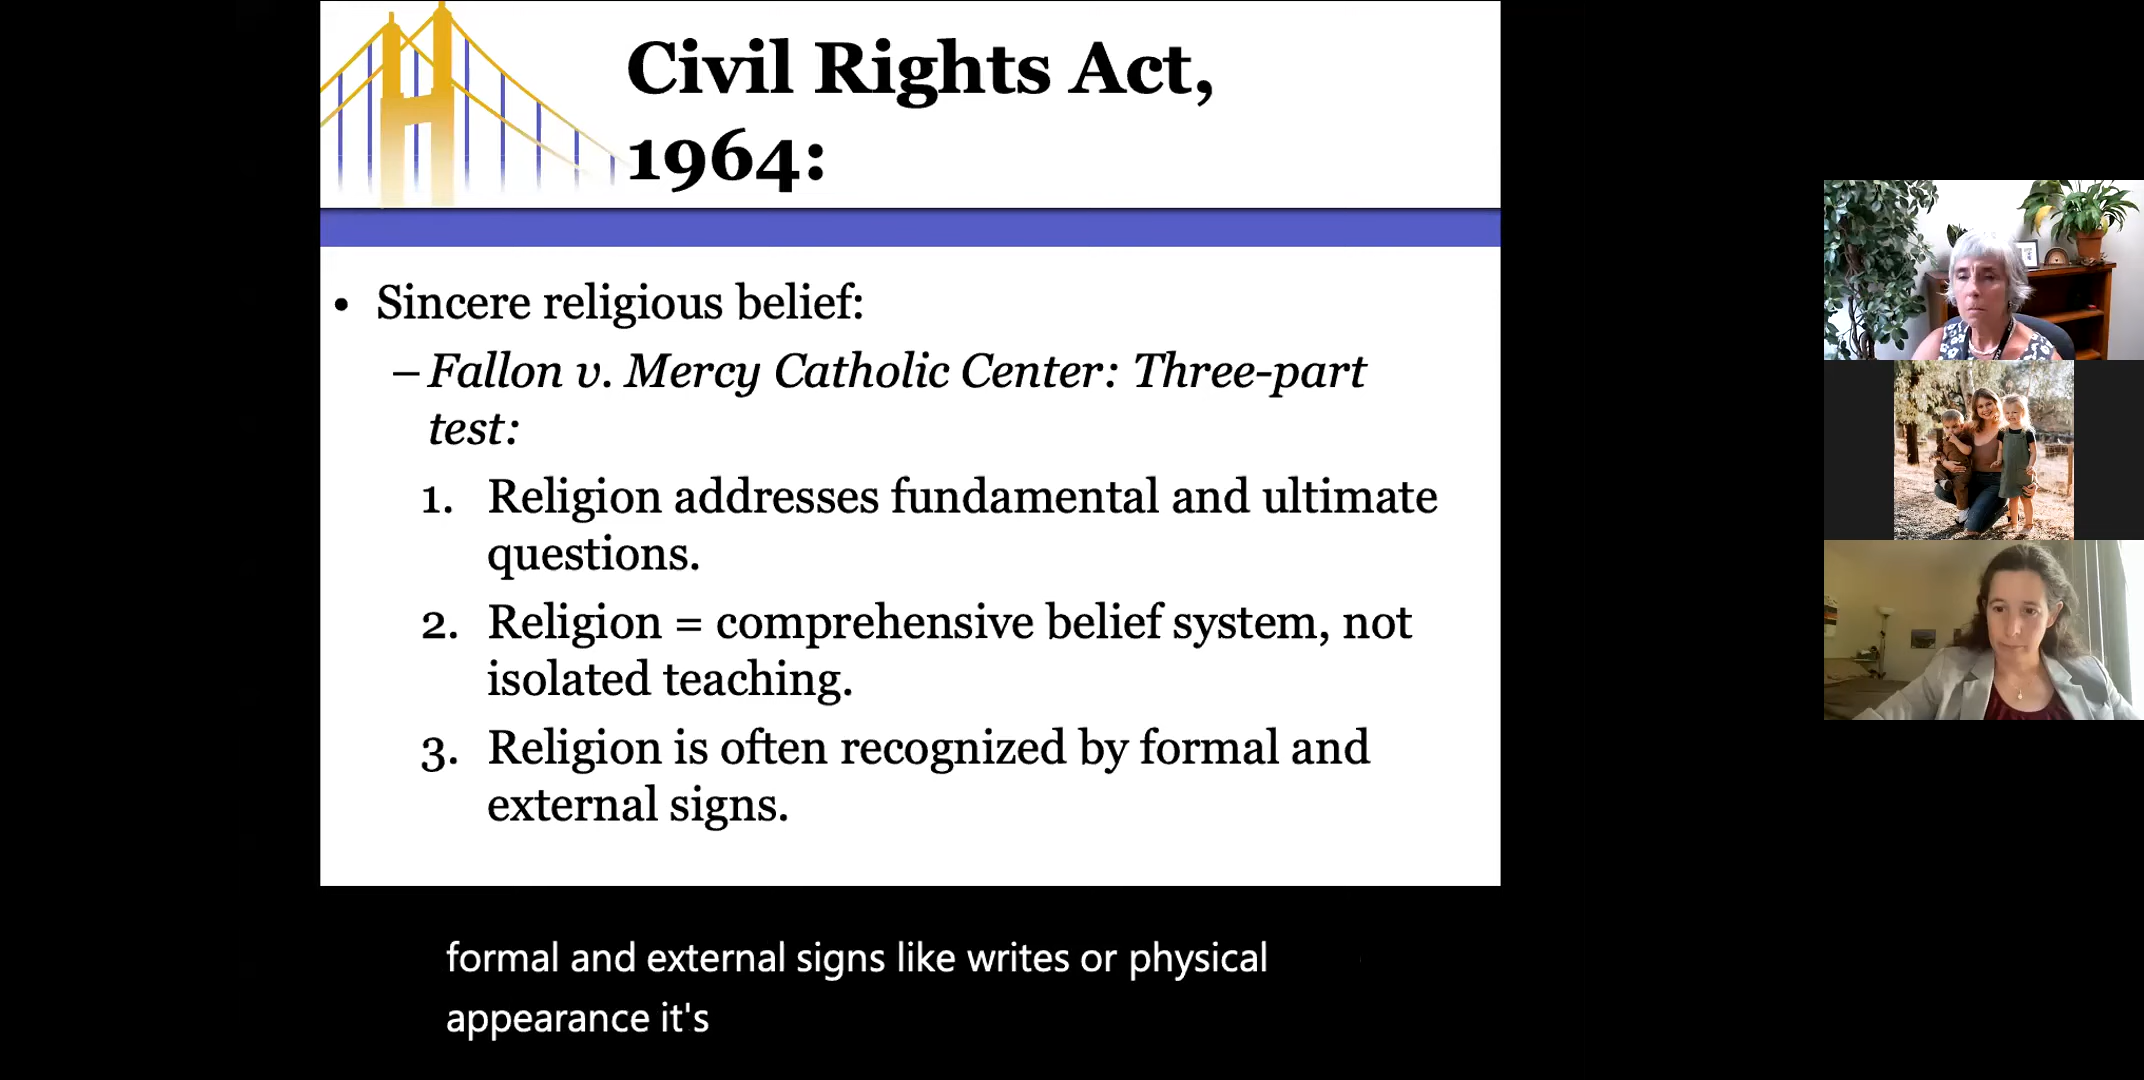 Civil Rights Act,
1964:
• Sincere religious belief:
– Fallon v. Mercy Catholic Center: Three-part
test:
1. Religion addresses fundamental and ultimate
questions.
2. Religion = comprehensive belief system, not
isolated teaching.
3. Religion is often recognized by formal and
external signs.
formal and external signs like writes or physical
appearance it's